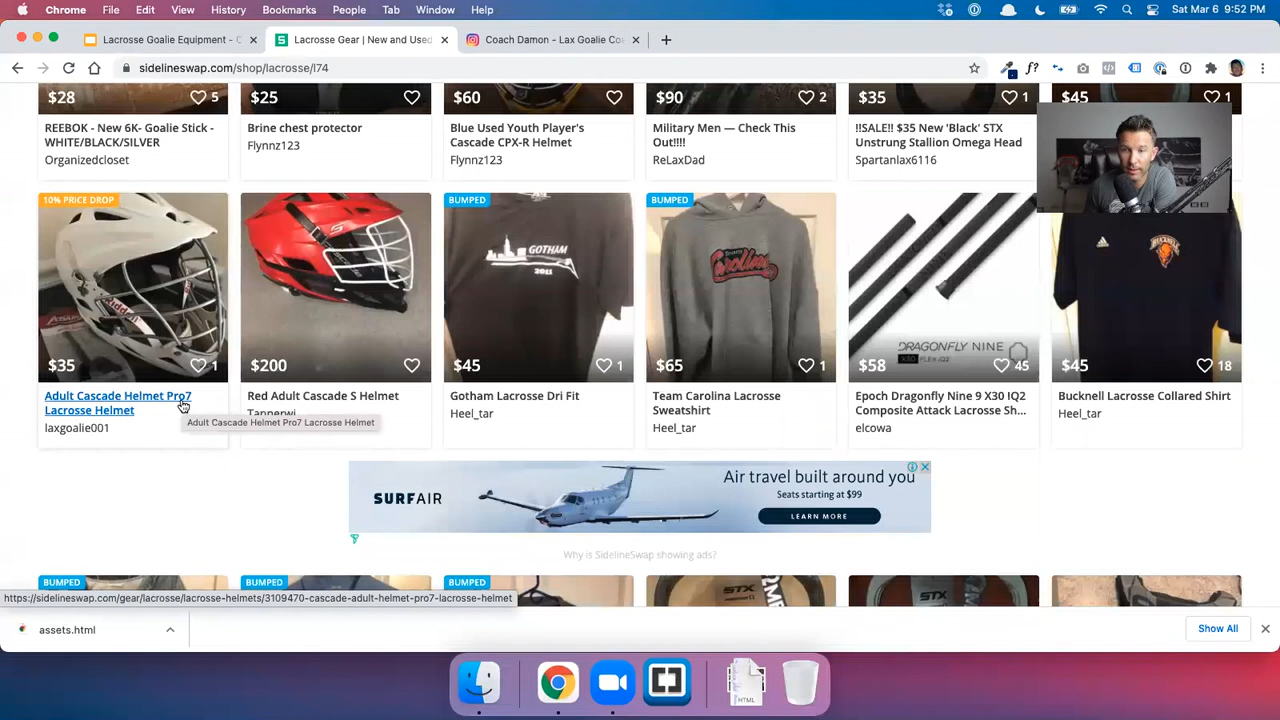 Chrome File Edit View History Bookmarks People Tab Window Help Sat Mar 6 9:52 PM
Lacrosse Goalie Equipment - C Lacrosse Gear | New and Used Coach Damon - Lax Goalie Co
sidelineswap.com/shop/lacrosse/l74
$28 5 $25 $60 $90 2 $35 1 $45 1
REEBOK - New 6K- Goalie Stick - WHITE/BLACK/SILVER
Organizedcloset
Brine chest protector
Flynnz123
Blue Used Youth Player's Cascade CPX-R Helmet
Flynnz123
Military Men — Check This Out!!!!
ReLaxDad
!!SALE!! $35 New 'Black' STX Unstrung Stallion Omega Head
Spartanlax6116
10% PRICE DROP
$35 1
Adult Cascade Helmet Pro7
Lacrosse Helmet
laxgoalie001
$200
Red Adult Cascade S Helmet
Adult Cascade Helmet Pro7 Lacrosse Helmet
BUMPED
GOTHAM
2011
$45 1
Gotham Lacrosse Dri Fit
Heel_tar
BUMPED
Carolina
$65 1
Team Carolina Lacrosse
Sweatshirt
Heel_tar
DRAGONFLY NINE
$58 45
Epoch Dragonfly Nine 9 X30 IQ2
Composite Attack Lacrosse Sh...
elcowa
BUCKNELL
$45 18
Bucknell Lacrosse Collared Shirt
Heel_tar
SURFAIR
Air travel built around you
Seats starting at $99
LEARN MORE
Why is SidelineSwap showing ads?
BUMPED BUMPED BUMPED
STX STX
https://sidelineswap.com/gear/lacrosse/lacrosse-helmets/3109470-cascade-adult-helmet-pro7-lacrosse-helmet
assets.html Show All
HTML